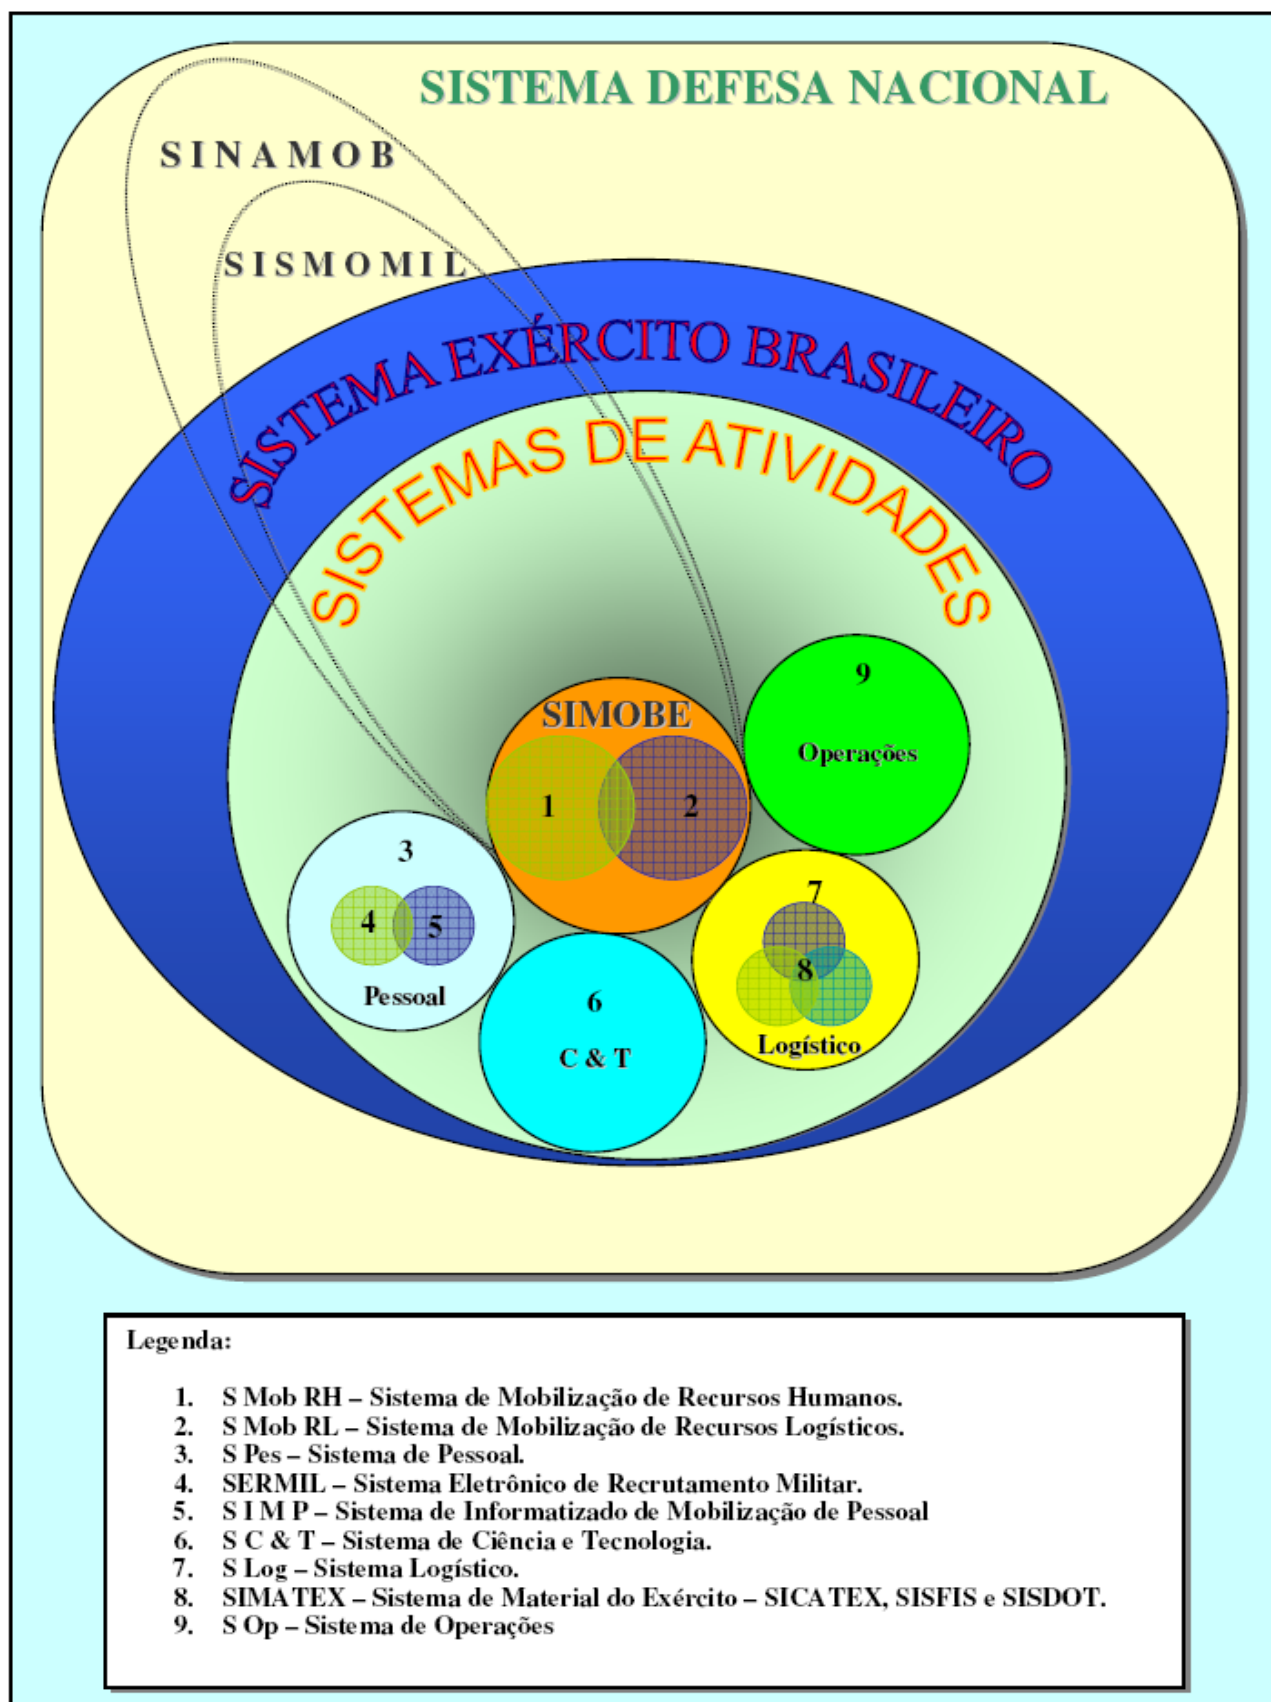 SISTEMA DEFESA NACIONAL
SINAMOB
SISMOMIL
SISTEMA EXÉRCITO BRASILEIRO
SISTEMAS DE ATIVIDADES
9
Operações
SIMOBE
1
2
3
4
5
Pessoal
6
C & T
7
8
Logístico
Legenda:
1. S Mob RH – Sistema de Mobilização de Recursos Humanos.
2. S Mob RL – Sistema de Mobilização de Recursos Logísticos.
3. S Pes – Sistema de Pessoal.
4. SERMIL – Sistema Eletrônico de Recrutamento Militar.
5. S I M P – Sistema de Informatizado de Mobilização de Pessoal
6. S C & T – Sistema de Ciência e Tecnologia.
7. S Log – Sistema Logístico.
8. SIMATEX – Sistema de Material do Exército – SICATEX, SISFIS e SISDOT.
9. S Op – Sistema de Operações